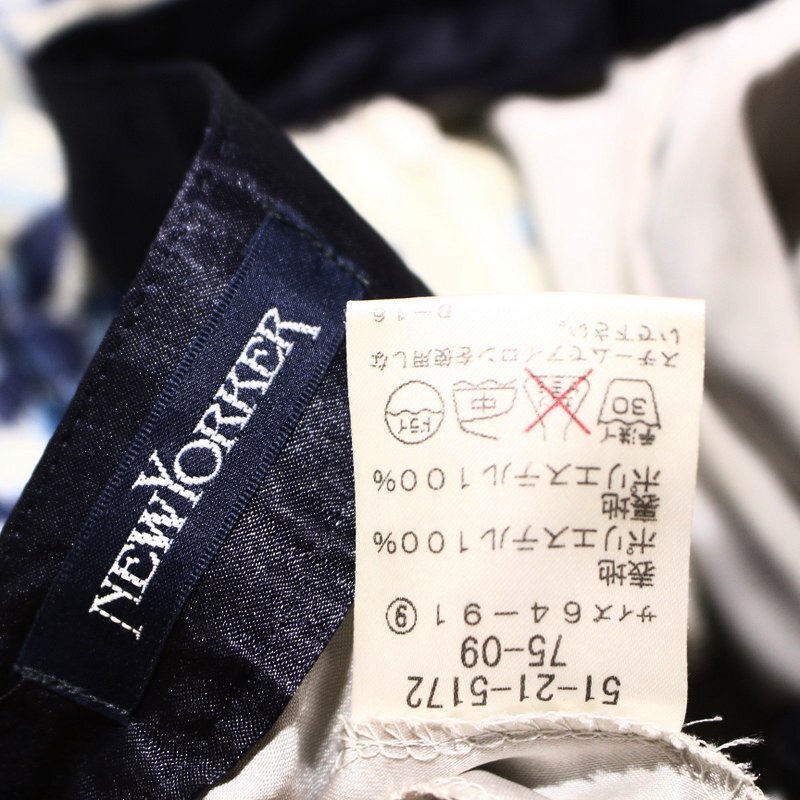 NEWYORKER
51-21-5172
75-09
サイズ64-91 ⑨
表地
ポリエステル100%
裏地
ポリエステル100%
手洗イ 30 中 ドライ
スチームでアイロンを使用しな
いで下さい。
D-16